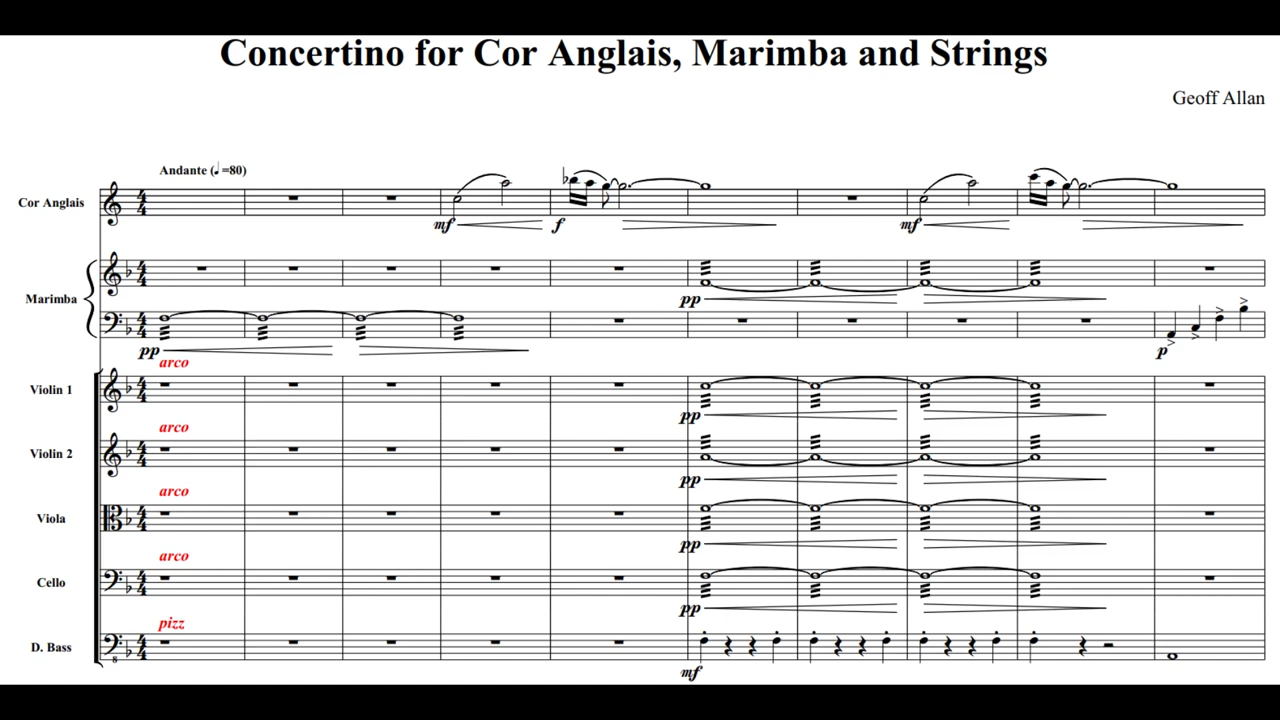 Concertino for Cor Anglais, Marimba and Strings
Geoff Allan
Andante (♩=80)
Cor Anglais
mf f mf
Marimba
pp
pp p
arco
Violin 1
pp
arco
Violin 2
pp
arco
Viola
pp
arco
Cello
pp
pizz
D. Bass
8
mf